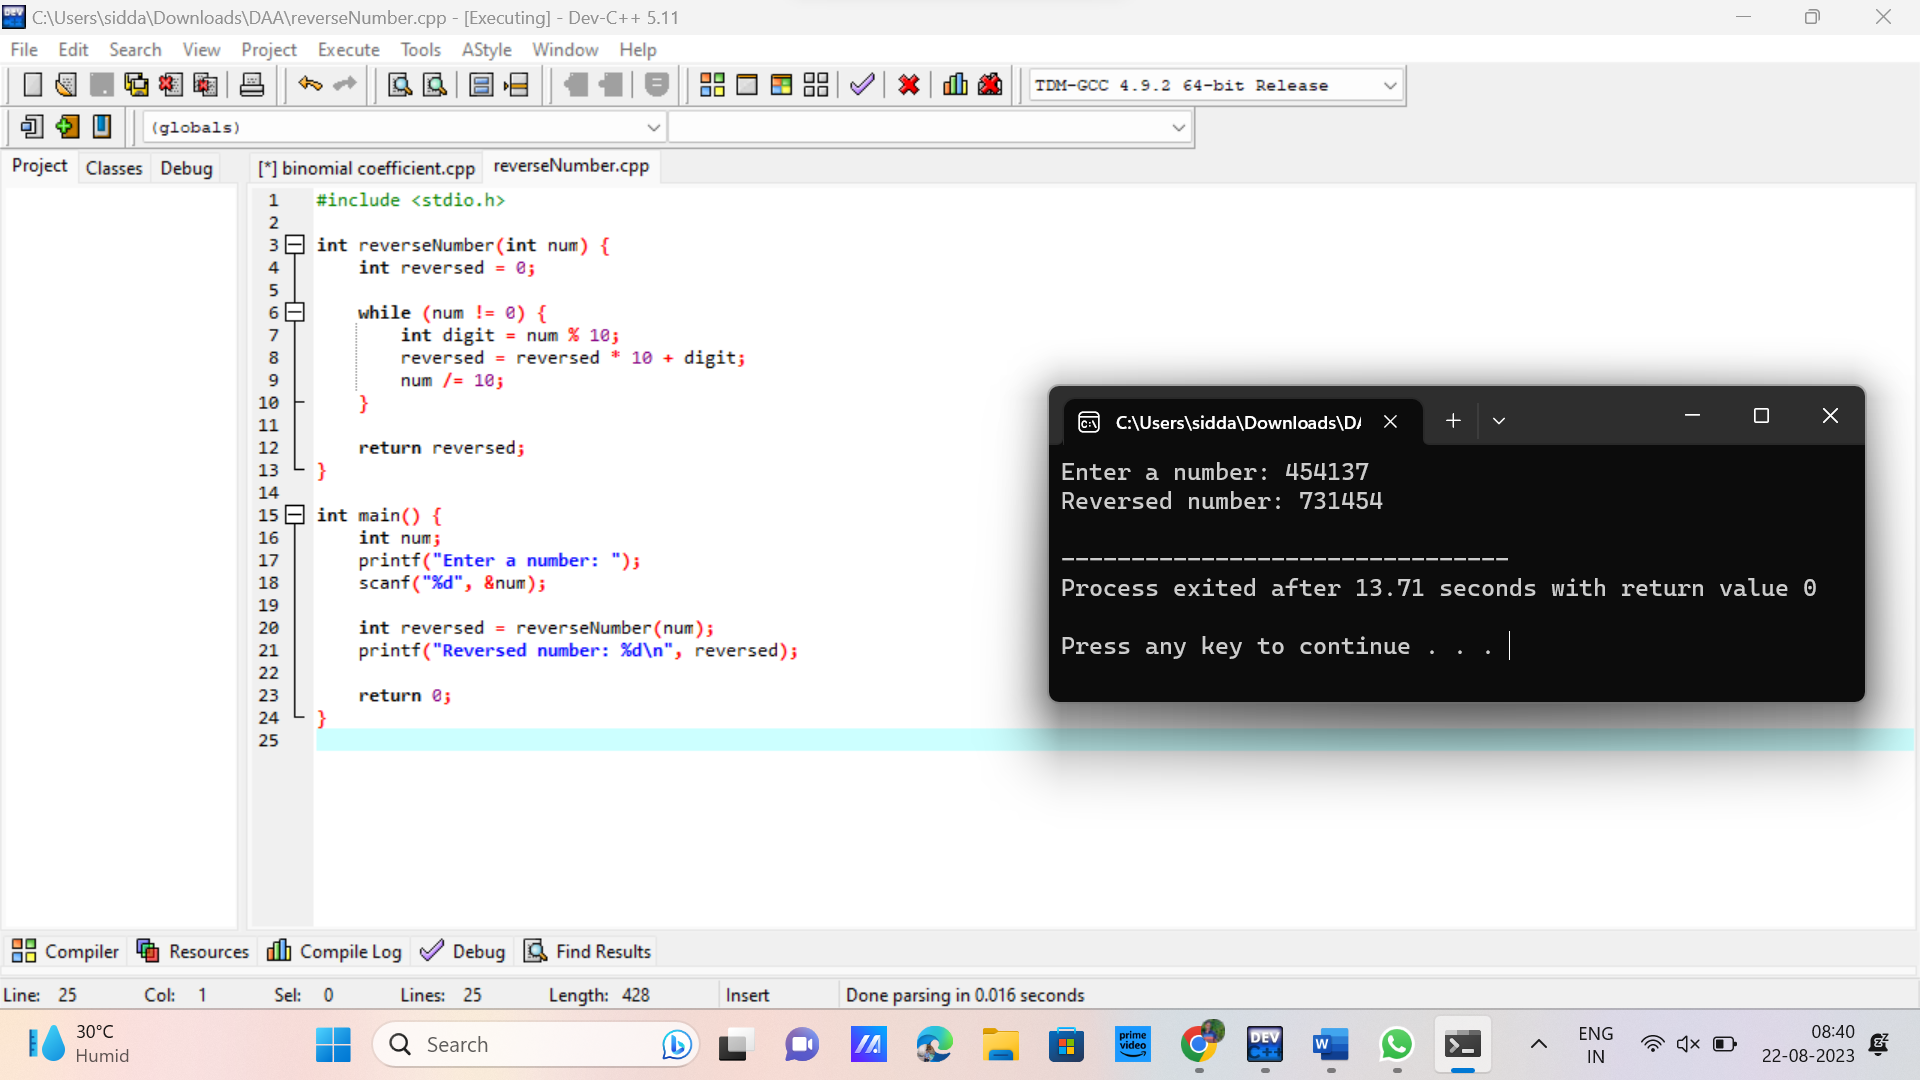 C:\Users\sidda\Downloads\DAA\reverseNumber.cpp - [Executing] - Dev-C++ 5.11
File Edit Search View Project Execute Tools AStyle Window Help
TDM-GCC 4.9.2 64-bit Release
(globals)
Project Classes Debug [*] binomial coefficient.cpp reverseNumber.cpp
1 #include <stdio.h>
2
3 int reverseNumber(int num) {
4     int reversed = 0;
5
6     while (num != 0) {
7         int digit = num % 10;
8         reversed = reversed * 10 + digit;
9         num /= 10;
10     }
11
12     return reversed;
13 }
14
15 int main() {
16     int num;
17     printf("Enter a number: ");
18     scanf("%d", &num);
19
20     int reversed = reverseNumber(num);
21     printf("Reversed number: %d\n", reversed);
22
23     return 0;
24 }
25
C:\Users\sidda\Downloads\DA
Enter a number: 454137
Reversed number: 731454
--------------------------------
Process exited after 13.71 seconds with return value 0
Press any key to continue . . .
Compiler Resources Compile Log Debug Find Results
Line: 25 Col: 1 Sel: 0 Lines: 25 Length: 428 Insert Done parsing in 0.016 seconds
30°C
Humid
Search
prime
video
DEV
C++
W
ENG
IN
08:40
22-08-2023